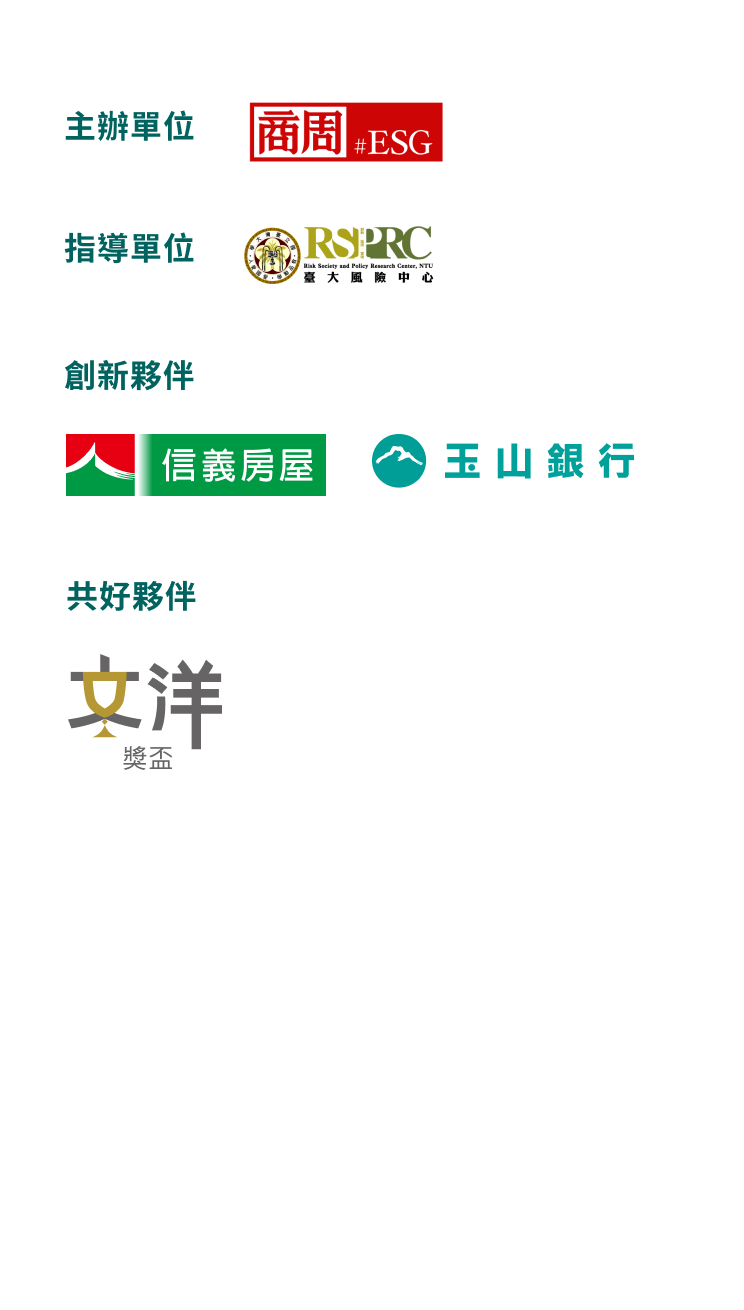 主辦單位
商周 #ESG
指導單位
RSPRC
Risk Society and Policy Research Center, NTU
臺大風險中心
創新夥伴
信義房屋
玉山銀行
共好夥伴
文洋
獎盃